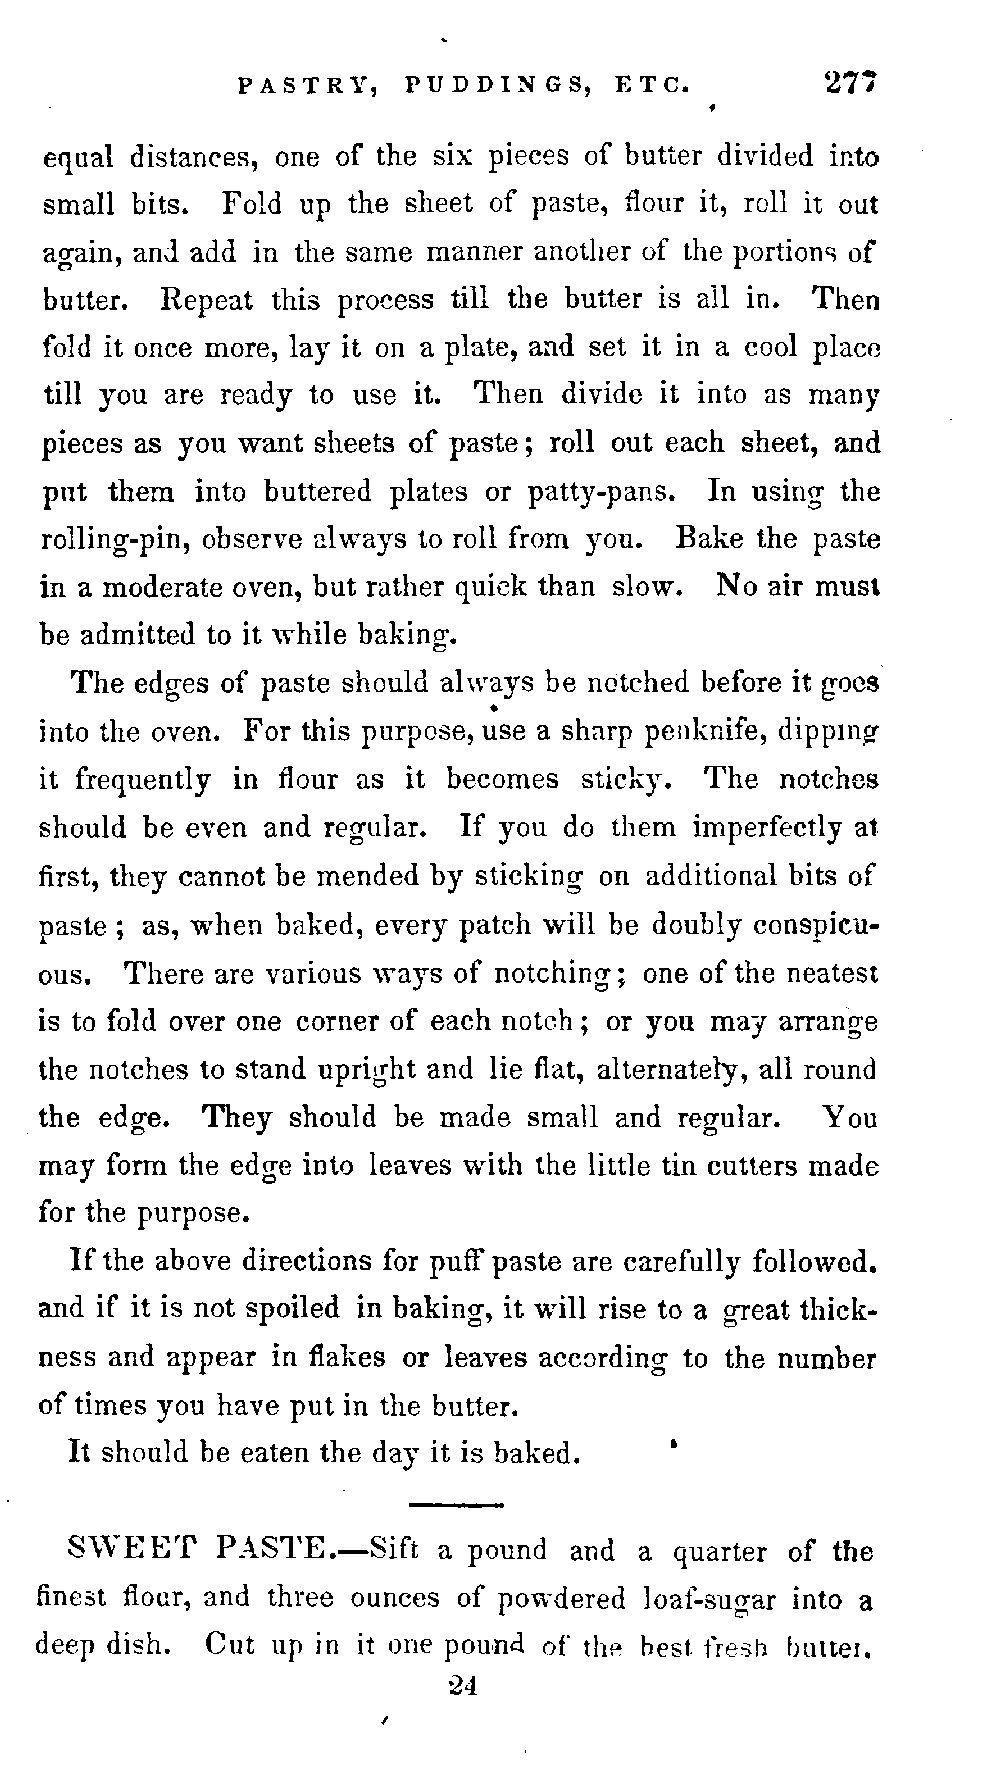 PASTRY, PUDDINGS, ETC. 277
equal distances, one of the six pieces of butter divided into
small bits. Fold up the sheet of paste, flour it, roll it out
again, and add in the same manner another of the portions of
butter. Repeat this process till the butter is all in. Then
fold it once more, lay it on a plate, and set it in a cool place
till you are ready to use it. Then divide it into as many
pieces as you want sheets of paste; roll out each sheet, and
put them into buttered plates or patty-pans. In using the
rolling-pin, observe always to roll from you. Bake the paste
in a moderate oven, but rather quick than slow. No air must
be admitted to it while baking.
The edges of paste should always be notched before it goes
into the oven. For this purpose, use a sharp penknife, dipping
it frequently in flour as it becomes sticky. The notches
should be even and regular. If you do them imperfectly at
first, they cannot be mended by sticking on additional bits of
paste; as, when baked, every patch will be doubly conspicu-
ous. There are various ways of notching; one of the neatest
is to fold over one corner of each notch; or you may arrange
the notches to stand upright and lie flat, alternately, all round
the edge. They should be made small and regular. You
may form the edge into leaves with the little tin cutters made
for the purpose.
If the above directions for puff paste are carefully followed.
and if it is not spoiled in baking, it will rise to a great thick-
ness and appear in flakes or leaves according to the number
of times you have put in the butter.
It should be eaten the day it is baked.
SWEET PASTE.—Sift a pound and a quarter of the
finest flour, and three ounces of powdered loaf-sugar into a
deep dish. Cut up in it one pound of the best fresh butter.
24